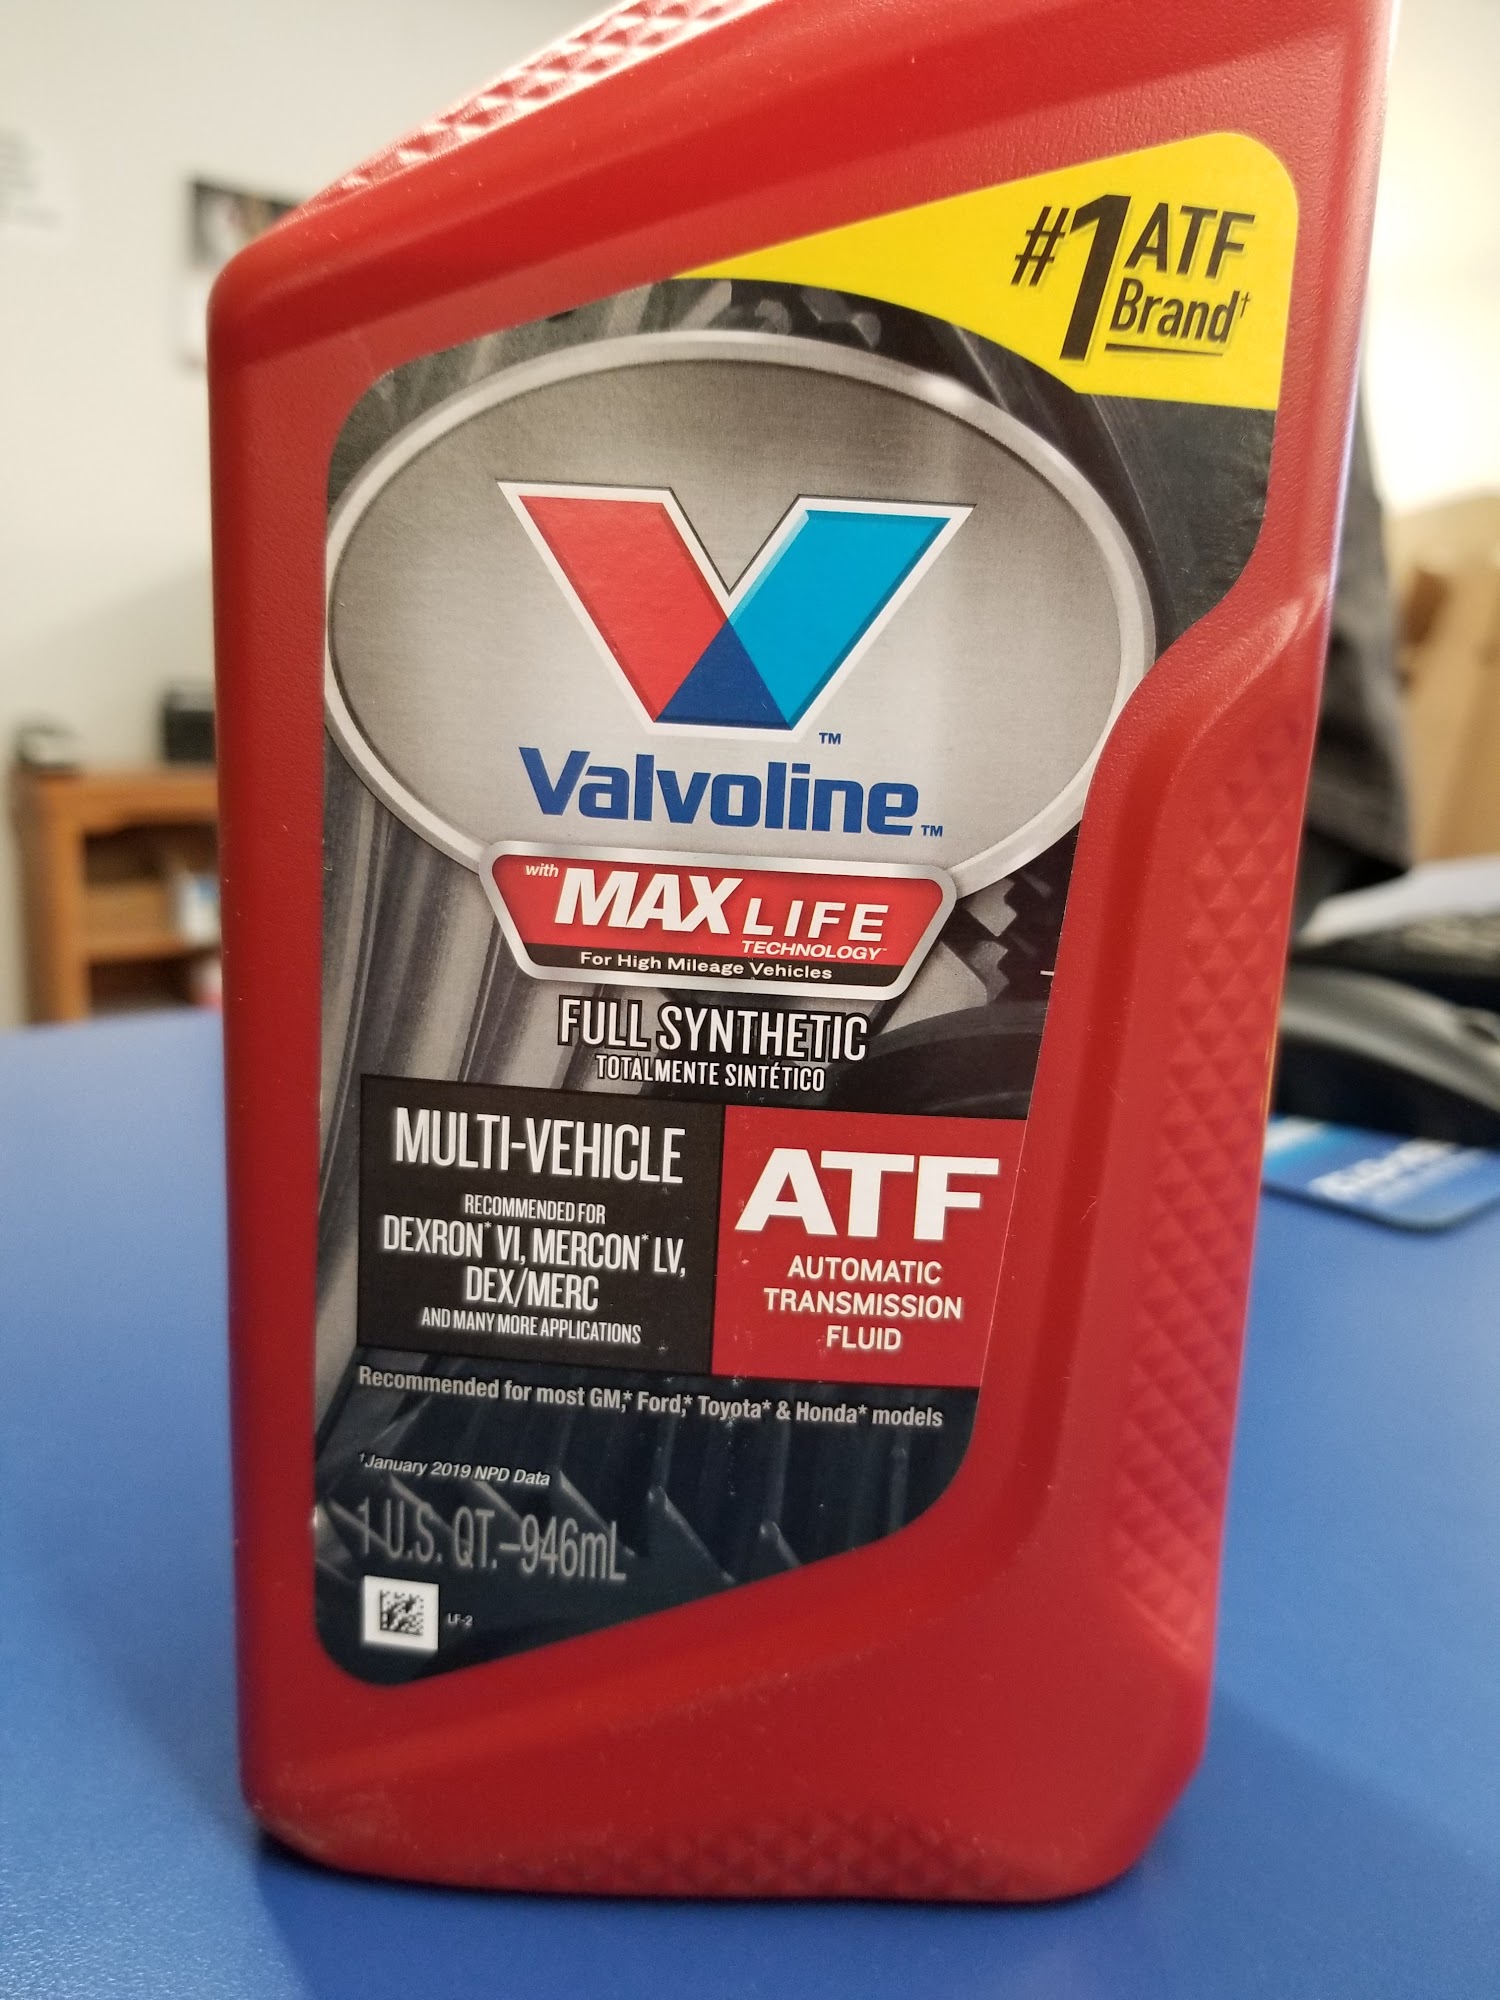 #1 ATF
Brand†
™
Valvoline™
with
MAX LIFE
TECHNOLOGY™
For High Mileage Vehicles
FULL SYNTHETIC
TOTALMENTE SINTÉTICO
MULTI-VEHICLE
RECOMMENDED FOR
DEXRON* VI, MERCON* LV,
DEX/MERC
AND MANY MORE APPLICATIONS
ATF
AUTOMATIC
TRANSMISSION
FLUID
Recommended for most GM,* Ford,* Toyota* & Honda* models
†January 2019 NPD Data
1 U.S. QT.–946mL
LF-2